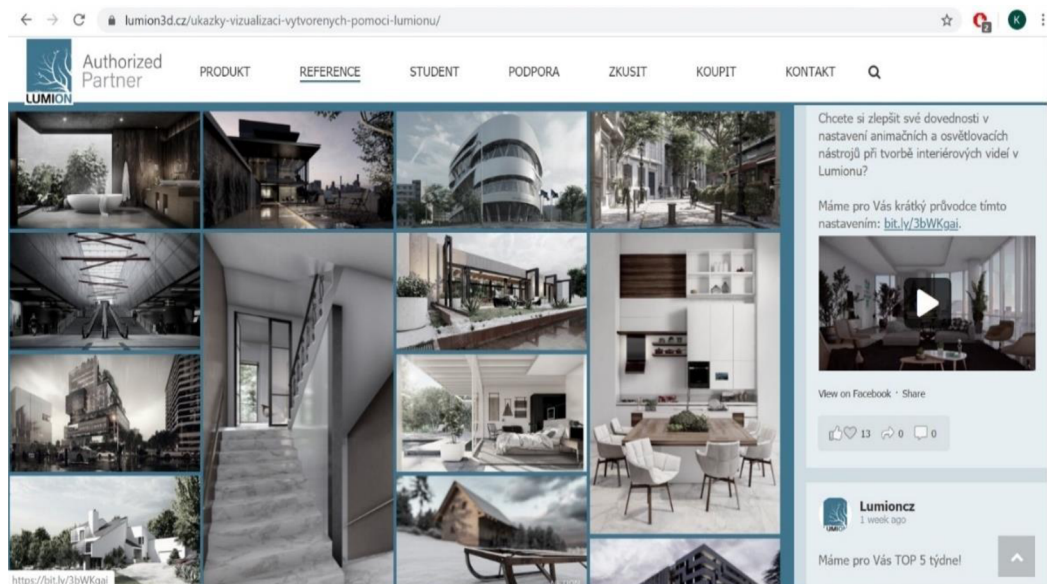 lumion3d.cz/ukazky-vizualizaci-vytvorenych-pomoci-lumionu/
2
K
LUMION
Authorized
Partner
PRODUKT
REFERENCE
STUDENT
PODPORA
ZKUSIT
KOUPIT
KONTAKT
Chcete si zlepšit své dovednosti v
nastavení animačních a osvětlovacích
nástrojů při tvorbě interiérových videí v
Lumionu?
Máme pro Vás krátký průvodce tímto
nastavením: bit.ly/3bWKgai.
View on Facebook · Share
13
0
0
LUMION
Lumioncz
1 week ago
Máme pro Vás TOP 5 týdne!
https://bit.ly/3bWKgai